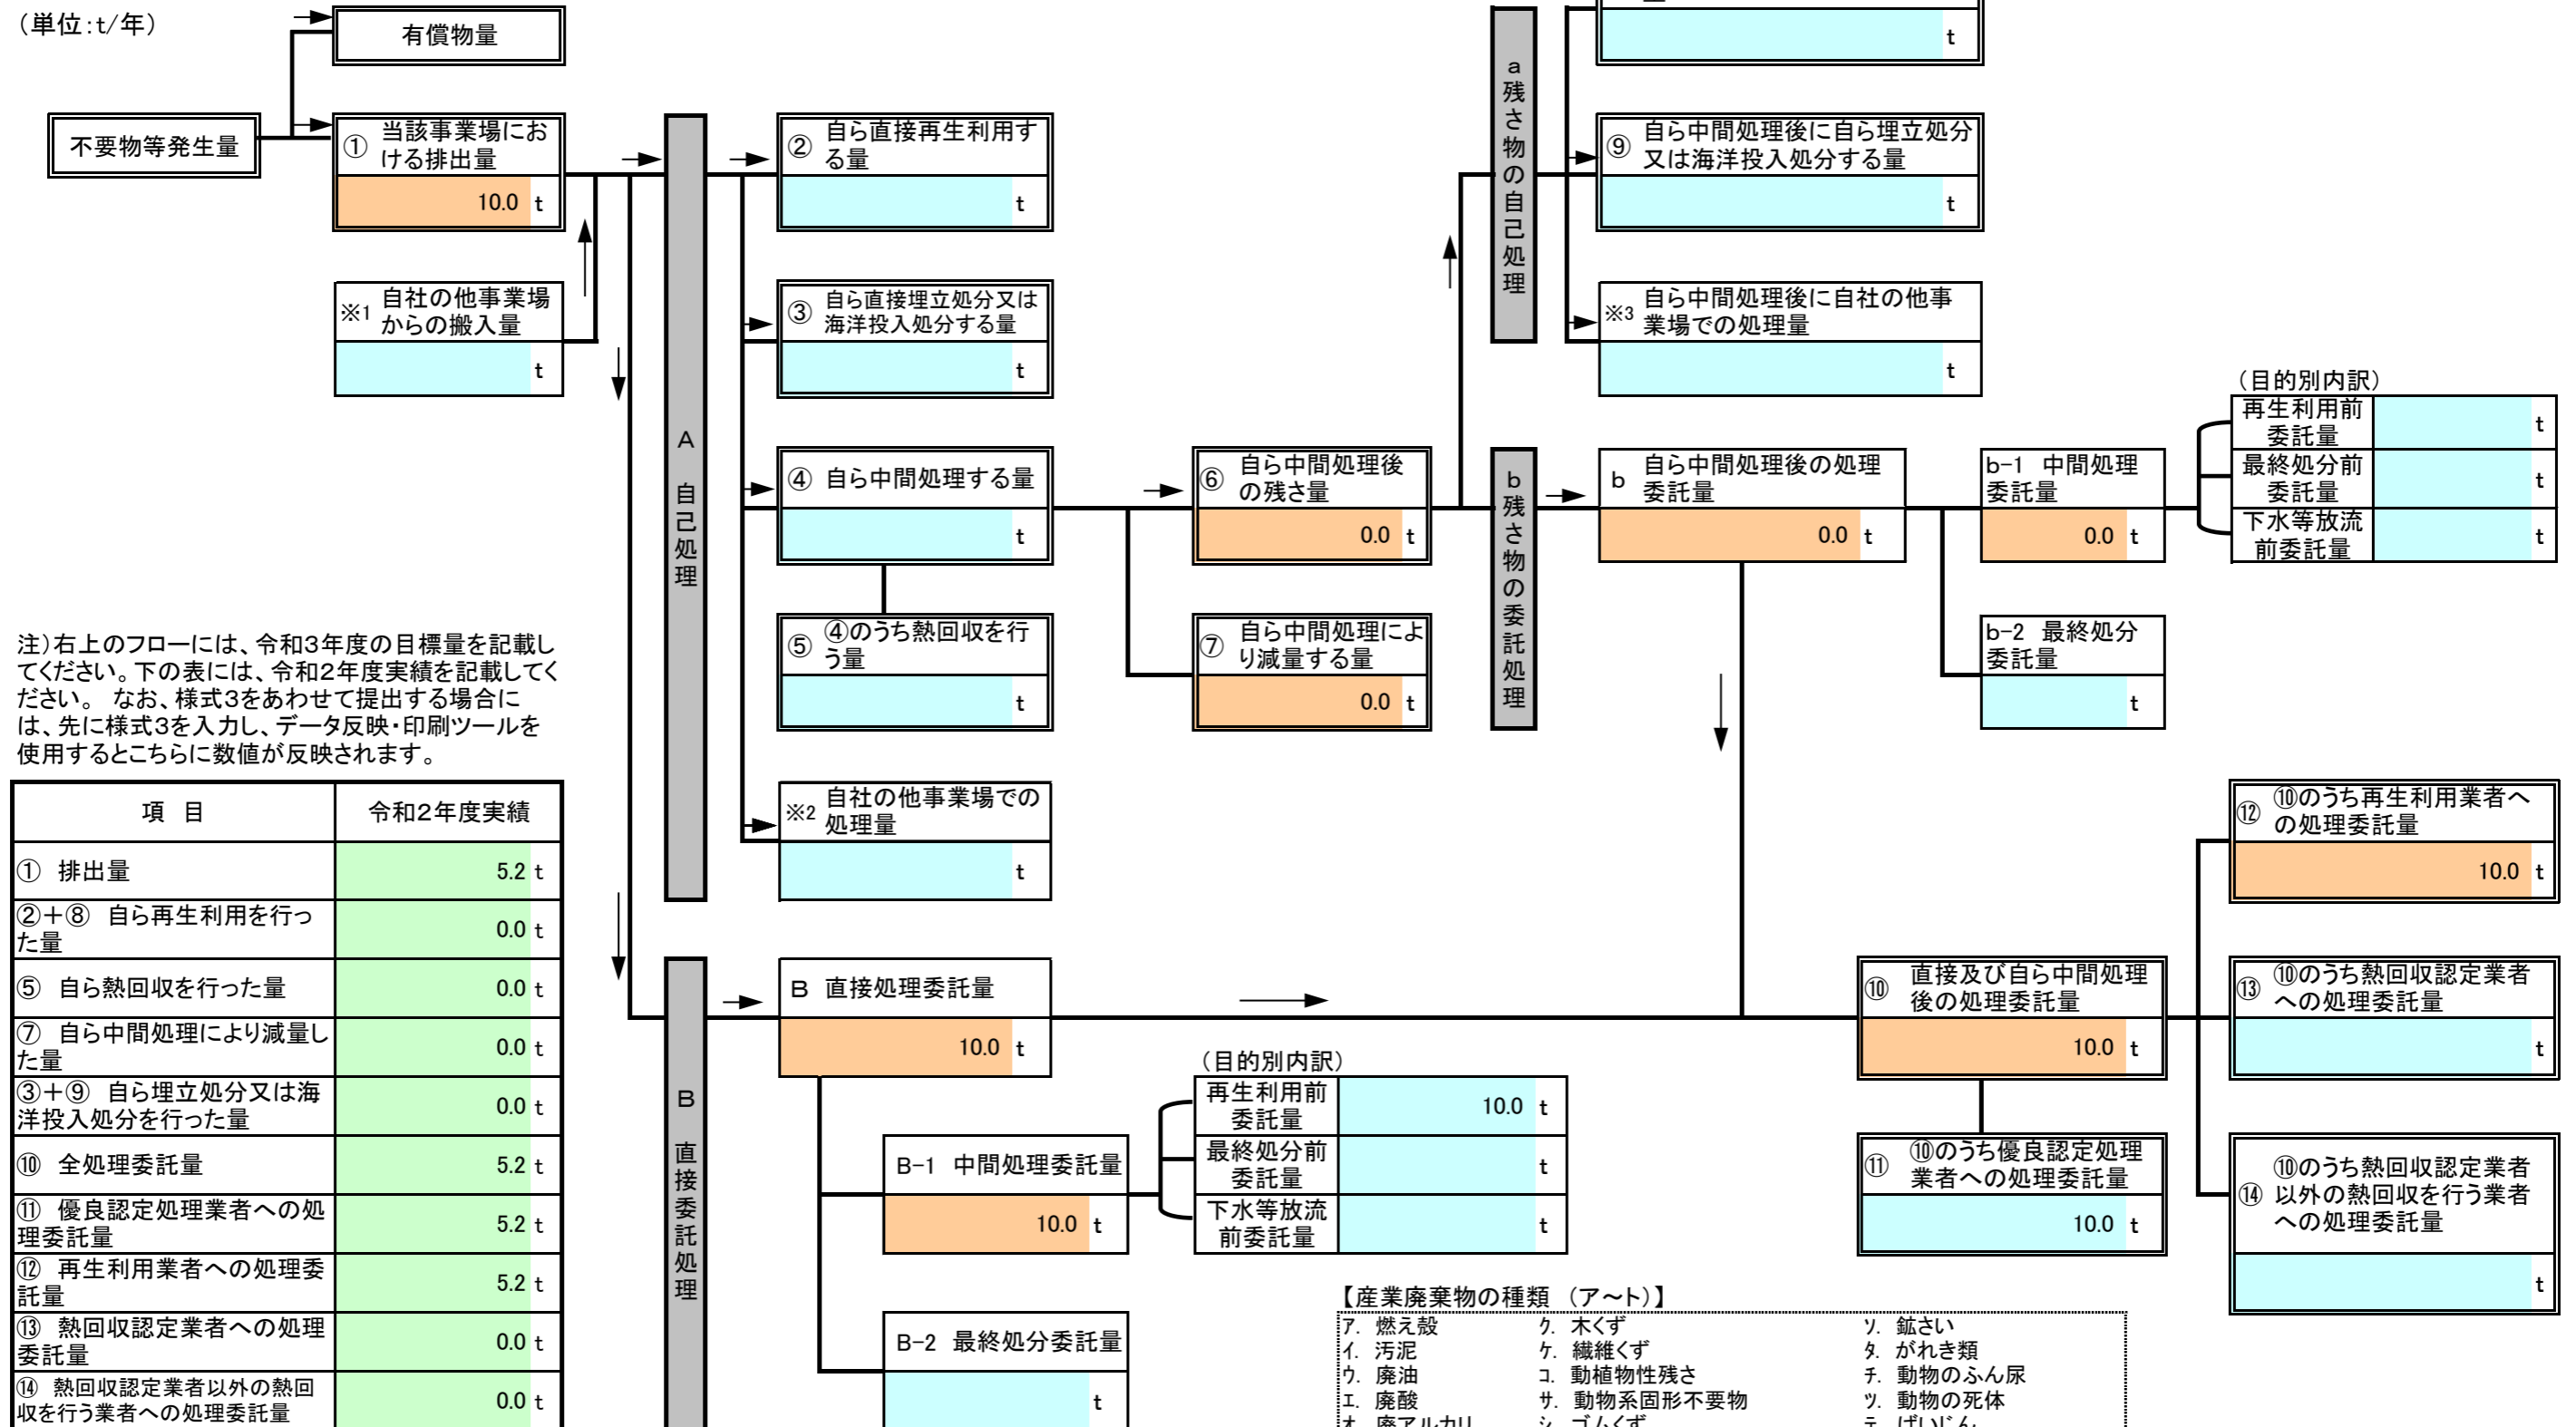 （単位：t/年）
有償物量
不要物等発生量
① 当該事業場にお
ける排出量
10.0 t
※1 自社の他事業場
からの搬入量
t
A 自己処理
② 自ら直接再生利用す
る量
t
③ 自ら直接埋立処分又は
海洋投入処分する量
t
④ 自ら中間処理する量
t
⑤ ④のうち熱回収を行
う量
t
※2 自社の他事業場での
処理量
t
⑥ 自ら中間処理後
の残さ量
0.0 t
⑦ 自ら中間処理によ
り減量する量
0.0 t
a 残さ物の自己処理
t
⑨ 自ら中間処理後に自ら埋立処分
又は海洋投入処分する量
t
※3 自ら中間処理後に自社の他事
業場での処理量
t
b 残さ物の委託処理
b 自ら中間処理後の処理
委託量
0.0 t
b-1 中間処理
委託量
0.0 t
（目的別内訳）
再生利用前
委託量
t
最終処分前
委託量
t
下水等放流
前委託量
t
b-2 最終処分
委託量
t
注）右上のフローには、令和3年度の目標量を記載し
てください。下の表には、令和2年度実績を記載してく
ださい。 なお、様式3をあわせて提出する場合に
は、先に様式3を入力し、データ反映・印刷ツールを
使用するとこちらに数値が反映されます。
項 目 令和2年度実績
① 排出量 5.2 t
②＋⑧ 自ら再生利用を行っ
た量 0.0 t
⑤ 自ら熱回収を行った量 0.0 t
⑦ 自ら中間処理により減量し
た量 0.0 t
③＋⑨ 自ら埋立処分又は海
洋投入処分を行った量 0.0 t
⑩ 全処理委託量 5.2 t
⑪ 優良認定処理業者への処
理委託量 5.2 t
⑫ 再生利用業者への処理委
託量 5.2 t
⑬ 熱回収認定業者への処理
委託量 0.0 t
⑭ 熱回収認定業者以外の熱回
収を行う業者への処理委託量 0.0 t
B 直接委託処理
B 直接処理委託量
10.0 t
B-1 中間処理委託量
10.0 t
（目的別内訳）
再生利用前
委託量
10.0 t
最終処分前
委託量
t
下水等放流
前委託量
t
B-2 最終処分委託量
t
⑩ 直接及び自ら中間処理
後の処理委託量
10.0 t
⑪ ⑩のうち優良認定処理
業者への処理委託量
10.0 t
⑫ ⑩のうち再生利用業者へ
の処理委託量
10.0 t
⑬ ⑩のうち熱回収認定業者
への処理委託量
t
⑭ ⑩のうち熱回収認定業者
以外の熱回収を行う業者
への処理委託量
t
【産業廃棄物の種類 （ア～ト）】
ア. 燃え殻 ク. 木くず ソ. 鉱さい
イ. 汚泥 ケ. 繊維くず タ. がれき類
ウ. 廃油 コ. 動植物性残さ チ. 動物のふん尿
エ. 廃酸 サ. 動物系固形不要物 ツ. 動物の死体
オ. 廃アルカリ シ. ゴムくず テ. ばいじん